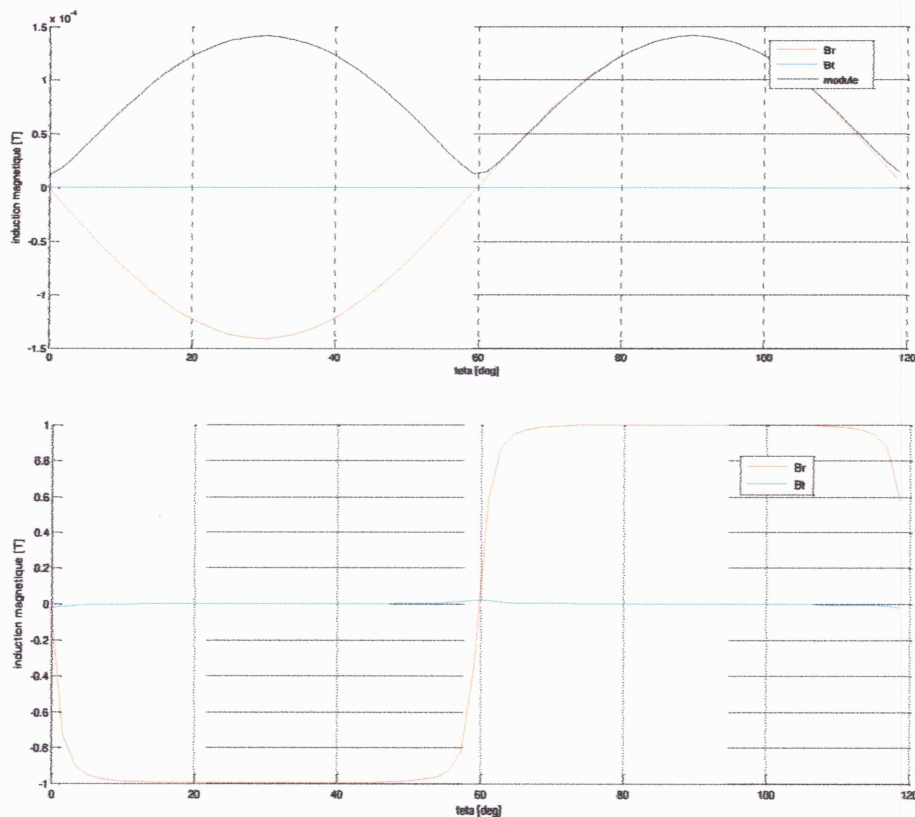 x 10⁻⁴
1.5
1
0.5
0
-0.5
-1
-1.5
induction magnetique [T]
Br
Bt
module
0 20 40 60 80 100 120
teta [deg]
1
0.8
0.6
0.4
0.2
0
-0.2
-0.4
-0.6
-0.8
-1
induction magnetique [T]
Br
Bt
0 20 40 60 80 100 120
teta [deg]